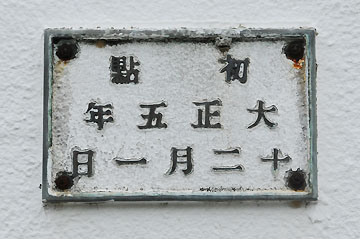 初點
大正五年
十二月一日